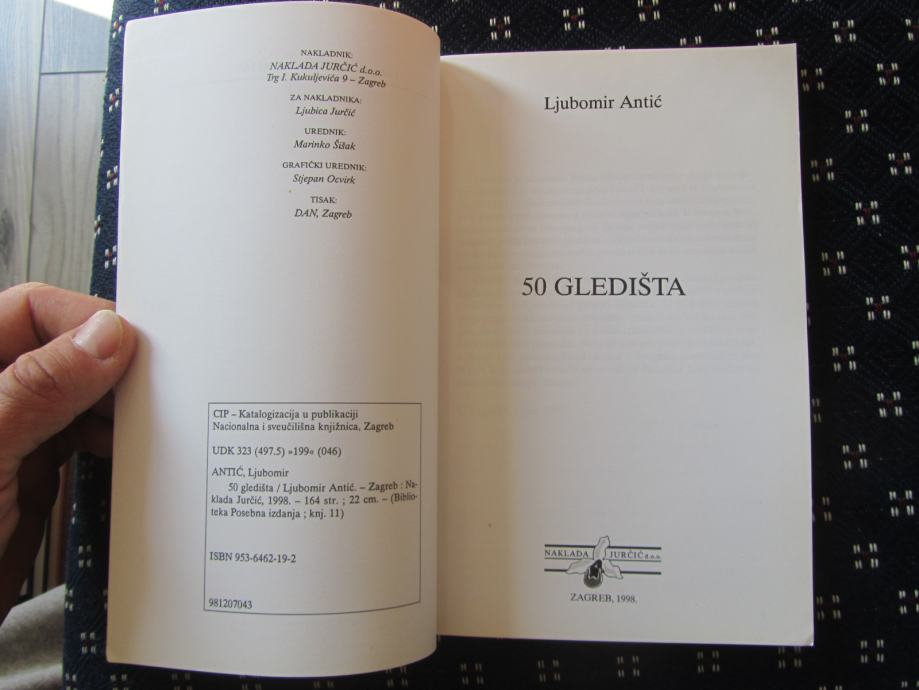 NAKLADNIK:
NAKLADA JURČIĆ d.o.o.
Trg I. Kukuljevića 9 – Zagreb
ZA NAKLADNIKA:
Ljubica Jurčić
UREDNIK:
Marinko Šišak
GRAFIČKI UREDNIK:
Stjepan Ocvirk
TISAK:
DAN, Zagreb
CIP – Katalogizacija u publikaciji
Nacionalna i sveučilišna knjižnica, Zagreb
UDK 323 (497.5) »199« (046)
ANTIĆ, Ljubomir
50 gledišta / Ljubomir Antić. – Zagreb : Na-
klada Jurčić, 1998. – 164 str. ; 22 cm. – (Biblio-
teka Posebna izdanja ; knj. 11)
ISBN 953-6462-19-2
981207043
Ljubomir Antić
50 GLEDIŠTA
NAKLADA JURČIĆ d.o.o.
ZAGREB, 1998.